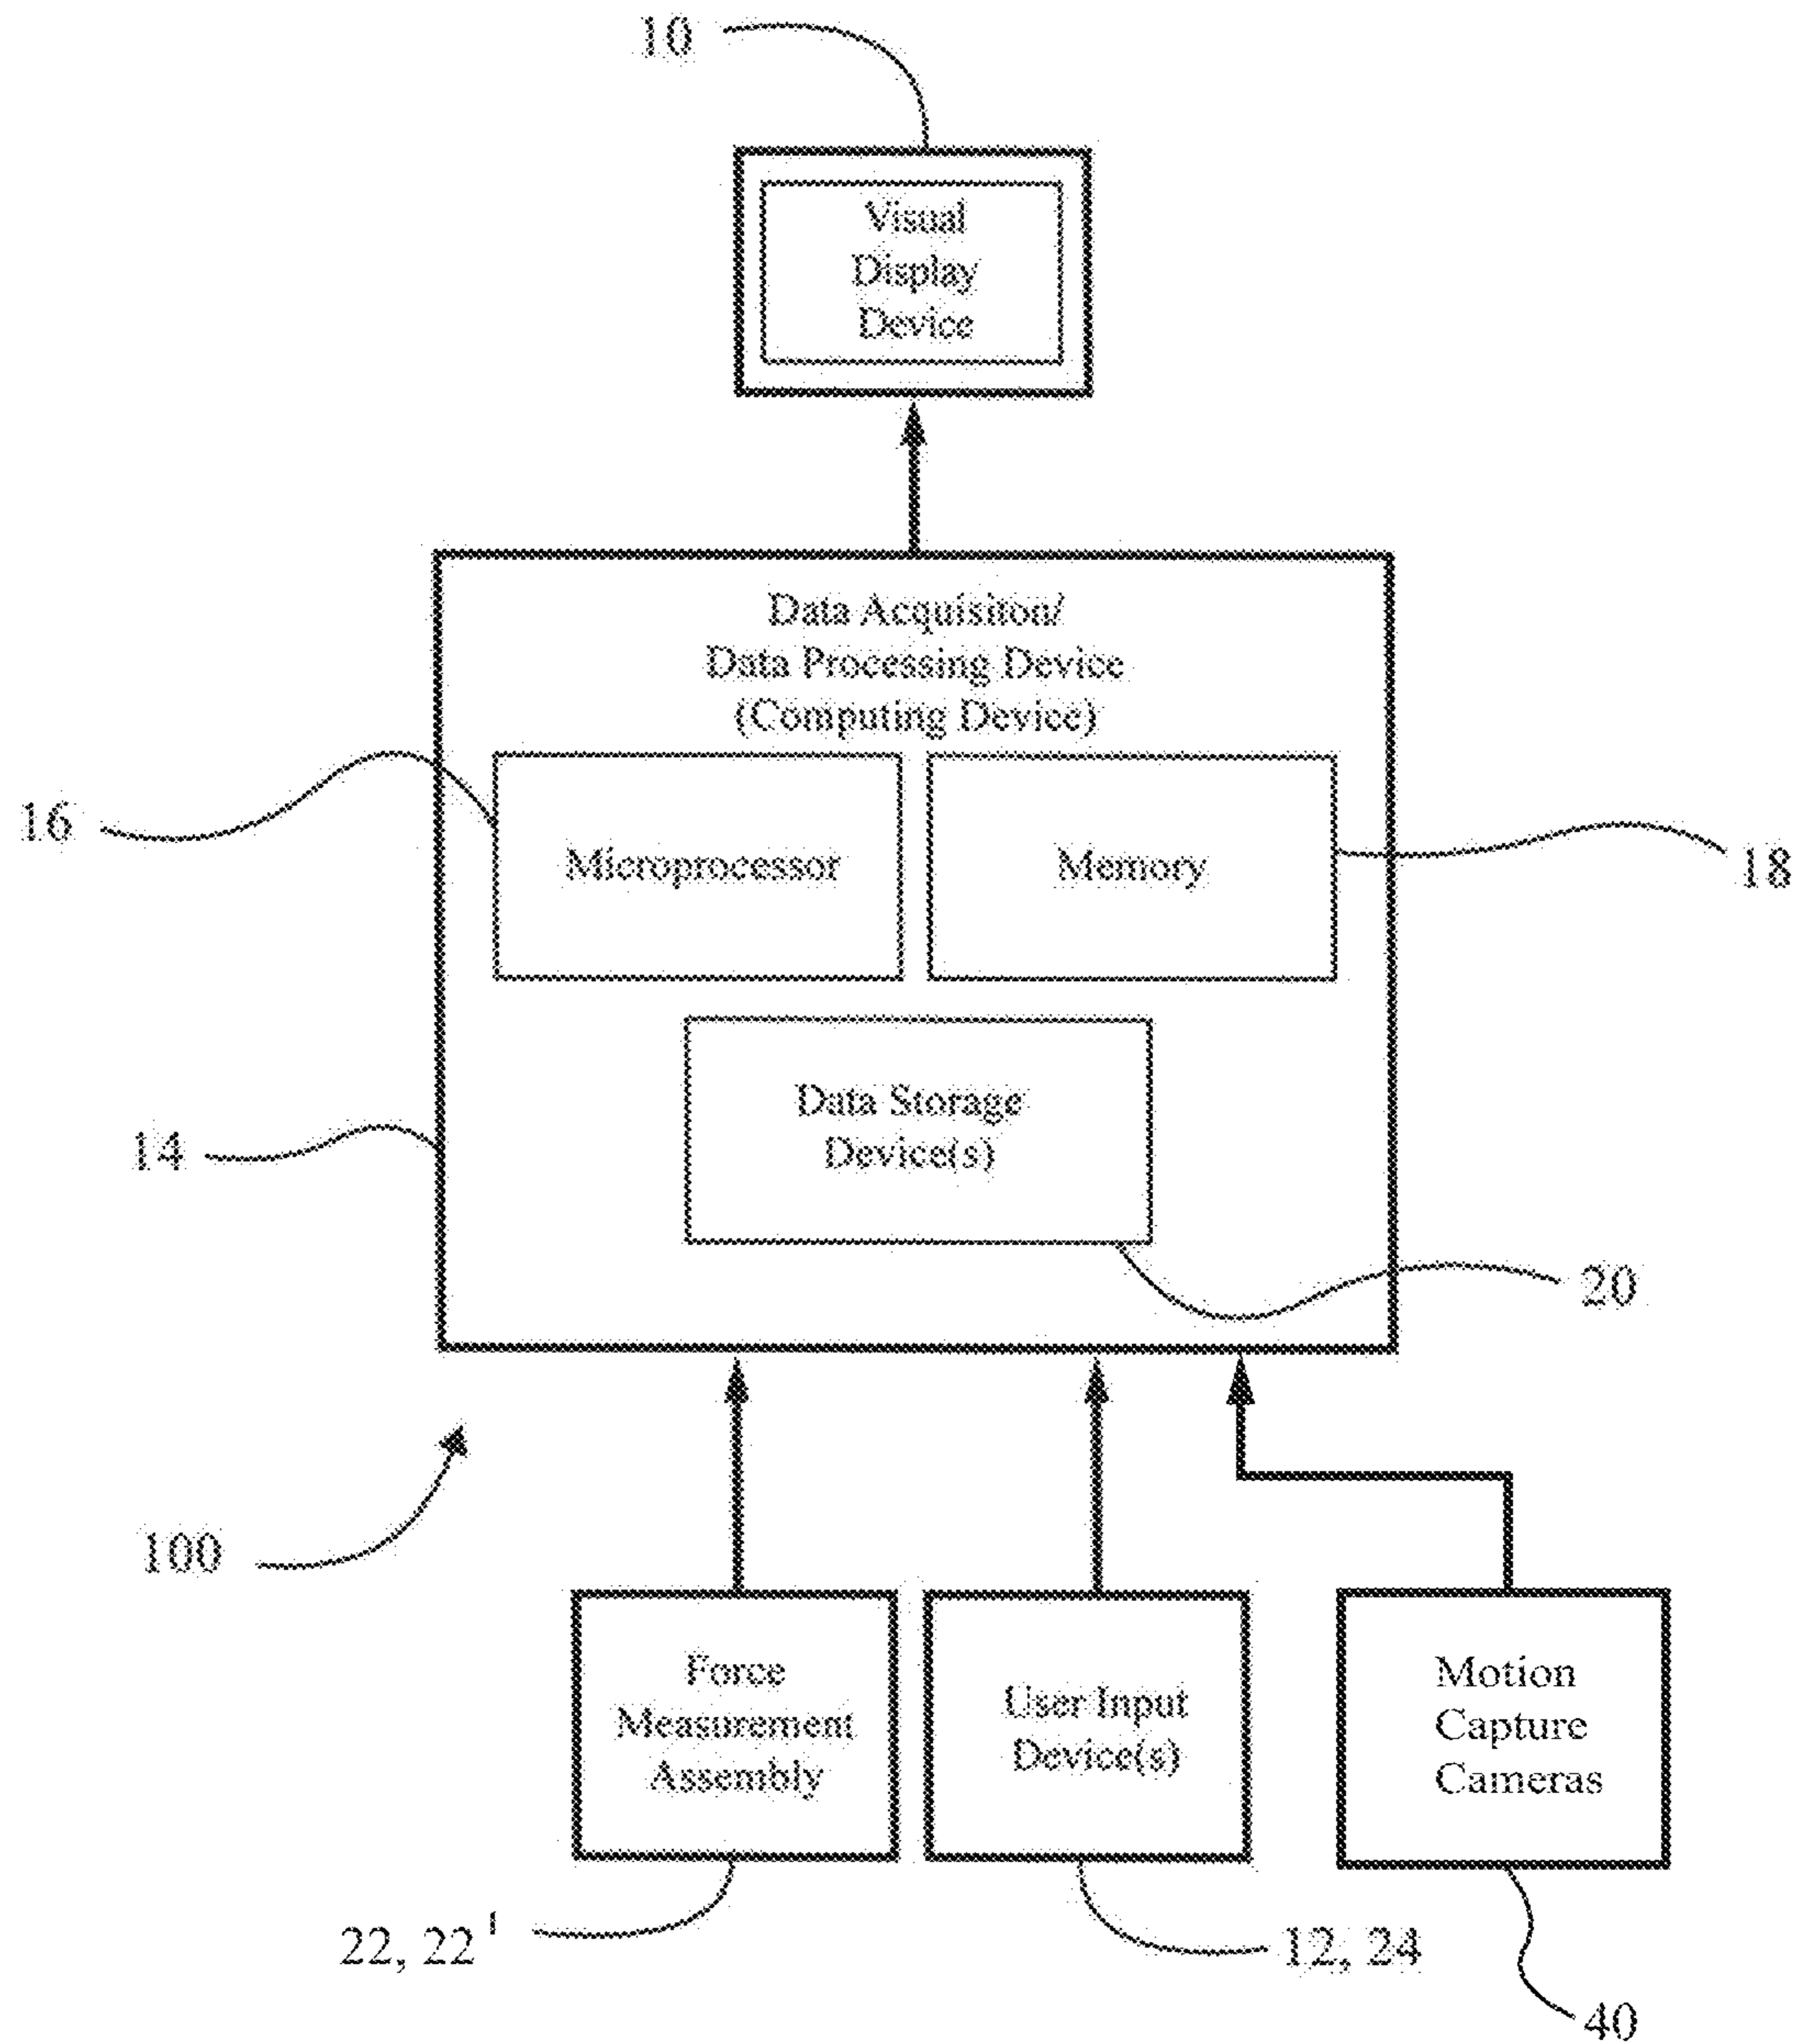 10
Visual
Display
Device
Data Acquisiton/
Data Processing Device
(Computing Device)
16
Microprocessor
Memory
18
Data Storage
Device(s)
14
20
100
Force
Measurement
Assembly
User Input
Device(s)
Motion
Capture
Cameras
22, 22'
12, 24
40